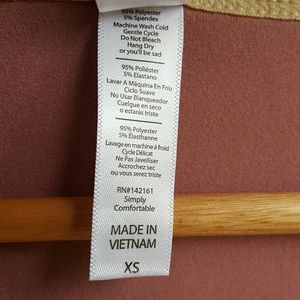 95% Polyester
5% Spandex
Machine Wash Cold
Gentle Cycle
Do Not Bleach
Hang Dry
or you'll be sad
95% Poliéster
5% Elastano
Lavar A Máquina En Frío
Ciclo Suave
No Usar Blanqueador
Cuelgue en seco
o estarás triste
95% Polyester
5% Élasthanne
Lavage en machine à froid
Cycle Délicat
Ne Pas Javelliser
Accrochez sec
ou vous serez triste
RN#142161
Simply
Comfortable
MADE IN
VIETNAM
XS